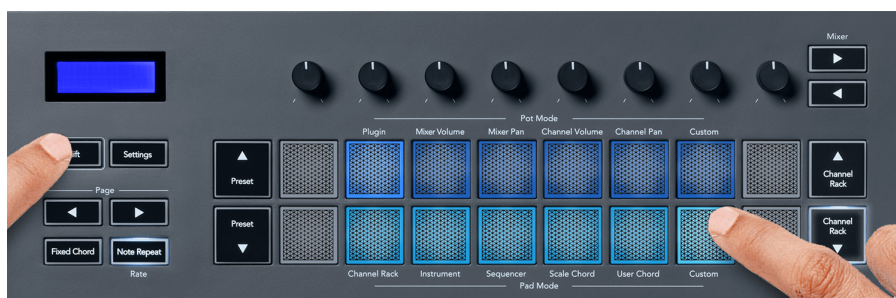 Mixer
Pot Mode
Plugin
Mixer Volume
Mixer Pan
Channel Volume
Channel Pan
Custom
Settings
Preset
Channel
Rack
Page
Preset
Channel
Rack
Fixed Chord
Note Repeat
Rate
Channel Rack
Instrument
Sequencer
Scale Chord
User Chord
Custom
Pad Mode